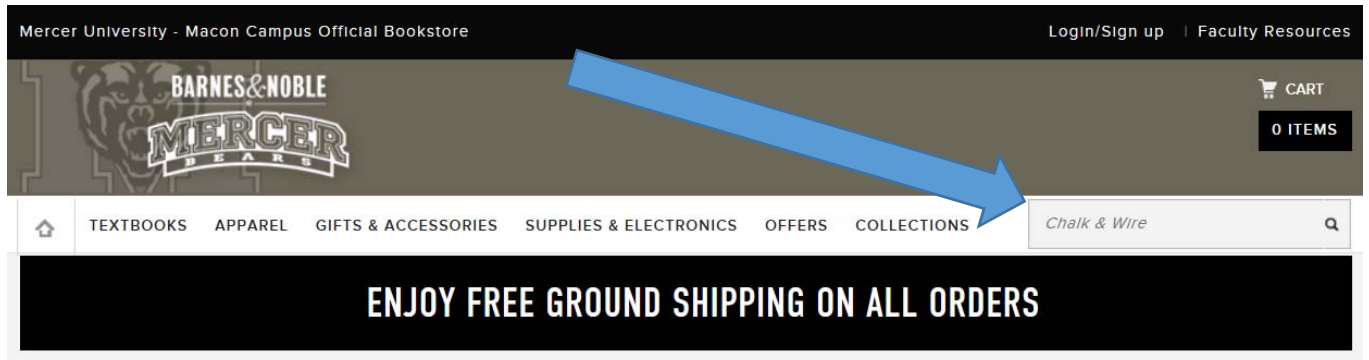 Mercer University - Macon Campus Official Bookstore
Login/Sign up | Faculty Resources
BARNES&NOBLE
MERCER
BEARS
CART
0 ITEMS
TEXTBOOKS APPAREL GIFTS & ACCESSORIES SUPPLIES & ELECTRONICS OFFERS COLLECTIONS
Chalk & Wire
ENJOY FREE GROUND SHIPPING ON ALL ORDERS